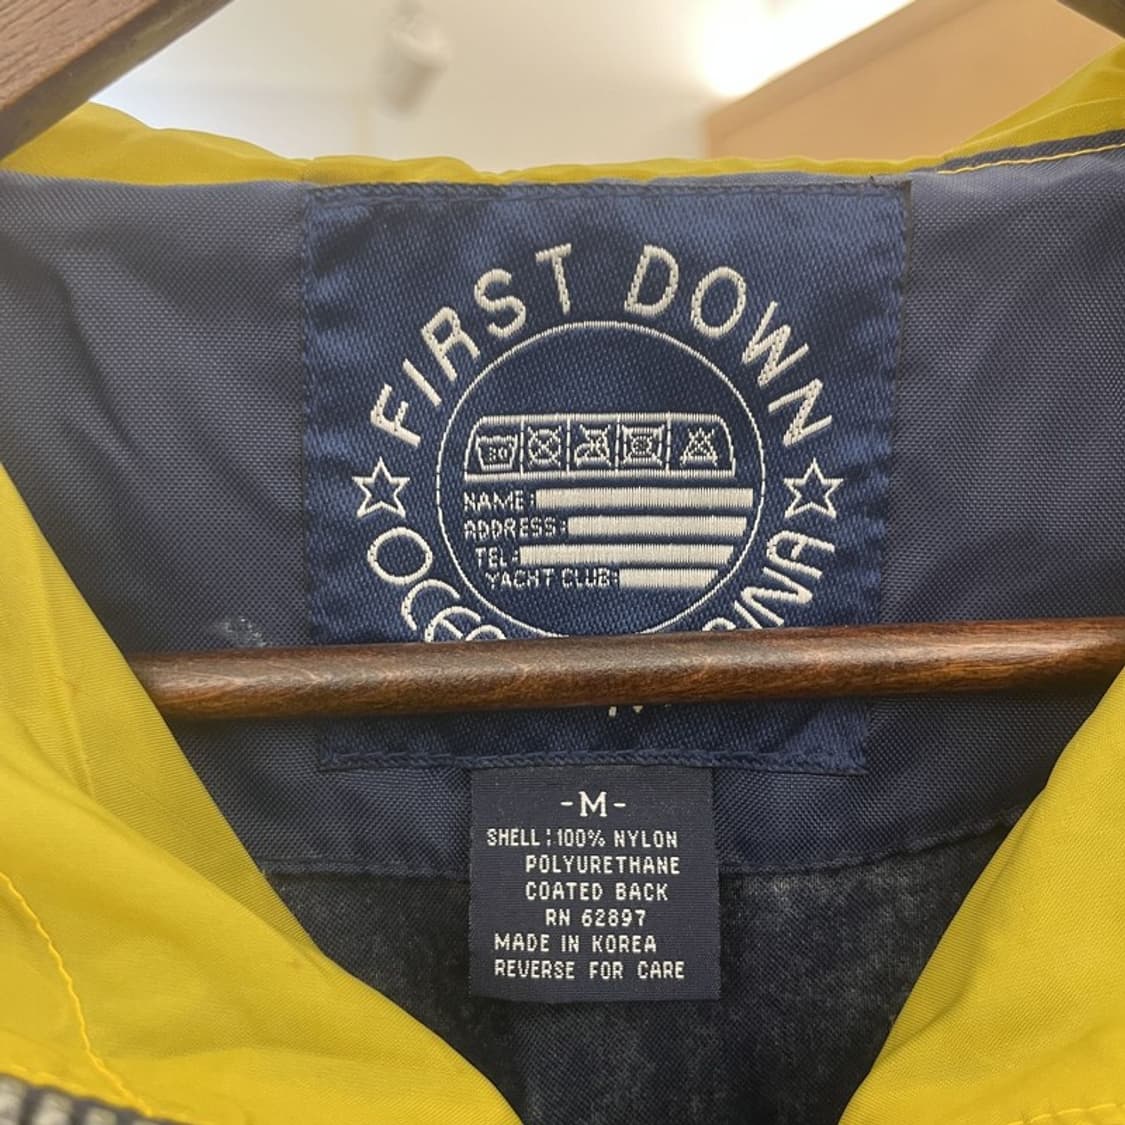 FIRST DOWN
30
NAME:
ADDRESS:
TEL:
YACHT CLUB:
-M-
SHELL:100% NYLON
POLYURETHANE
COATED BACK
RN 62897
MADE IN KOREA
REVERSE FOR CARE